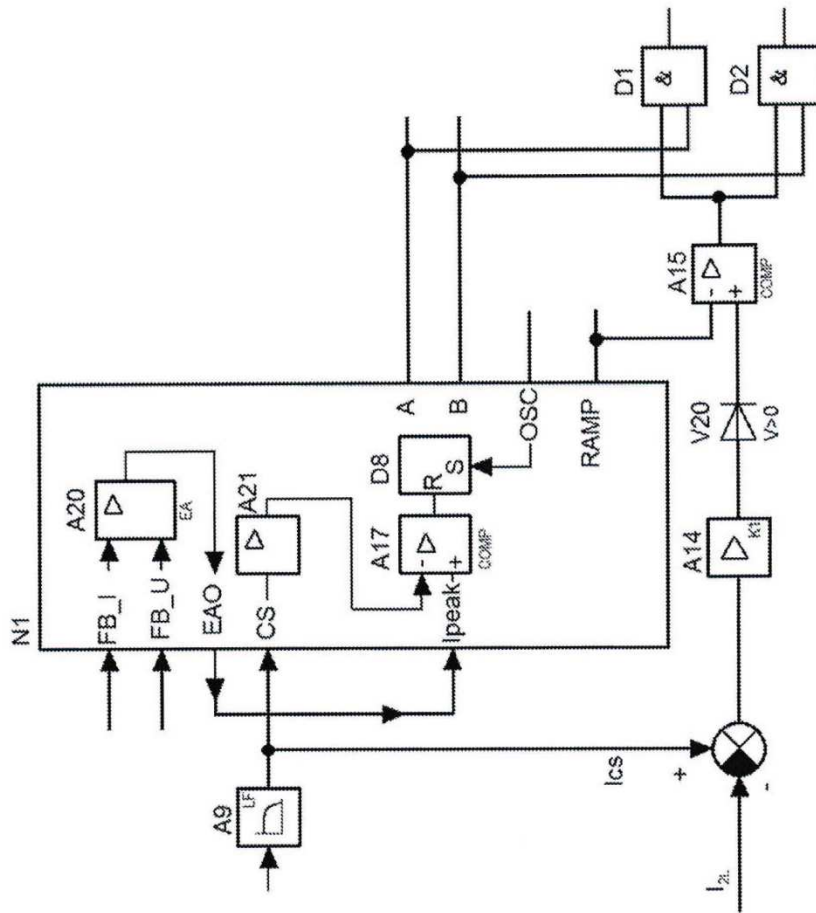 N1
FB_I
FB_U
EAO
CS
Ipeak
A20
EA
A21
A17
-
+
COMP
D8
R
S
A
B
OSC
RAMP
A9
LF
Ics
+
-
I2L
A14
K1
V20
V>0
A15
-
+
COMP
D1
&
D2
&